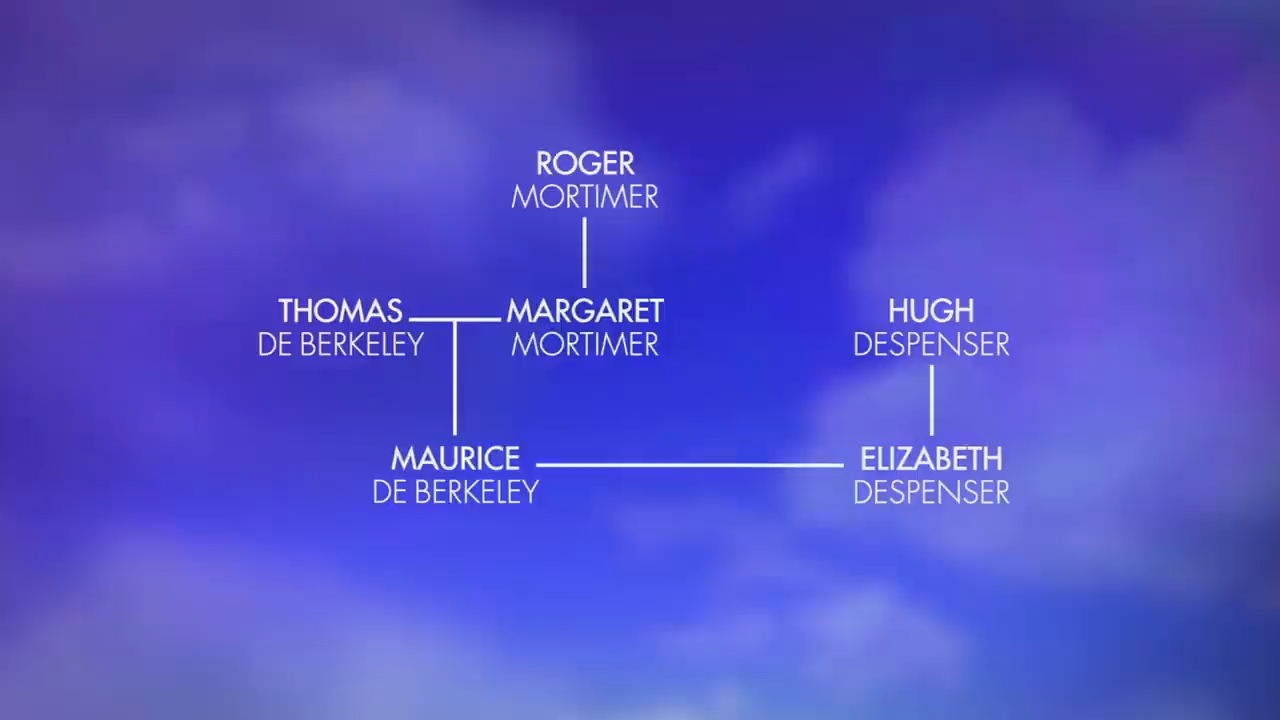 ROGER
MORTIMER
THOMAS
DE BERKELEY
MARGARET
MORTIMER
HUGH
DESPENSER
MAURICE
DE BERKELEY
ELIZABETH
DESPENSER